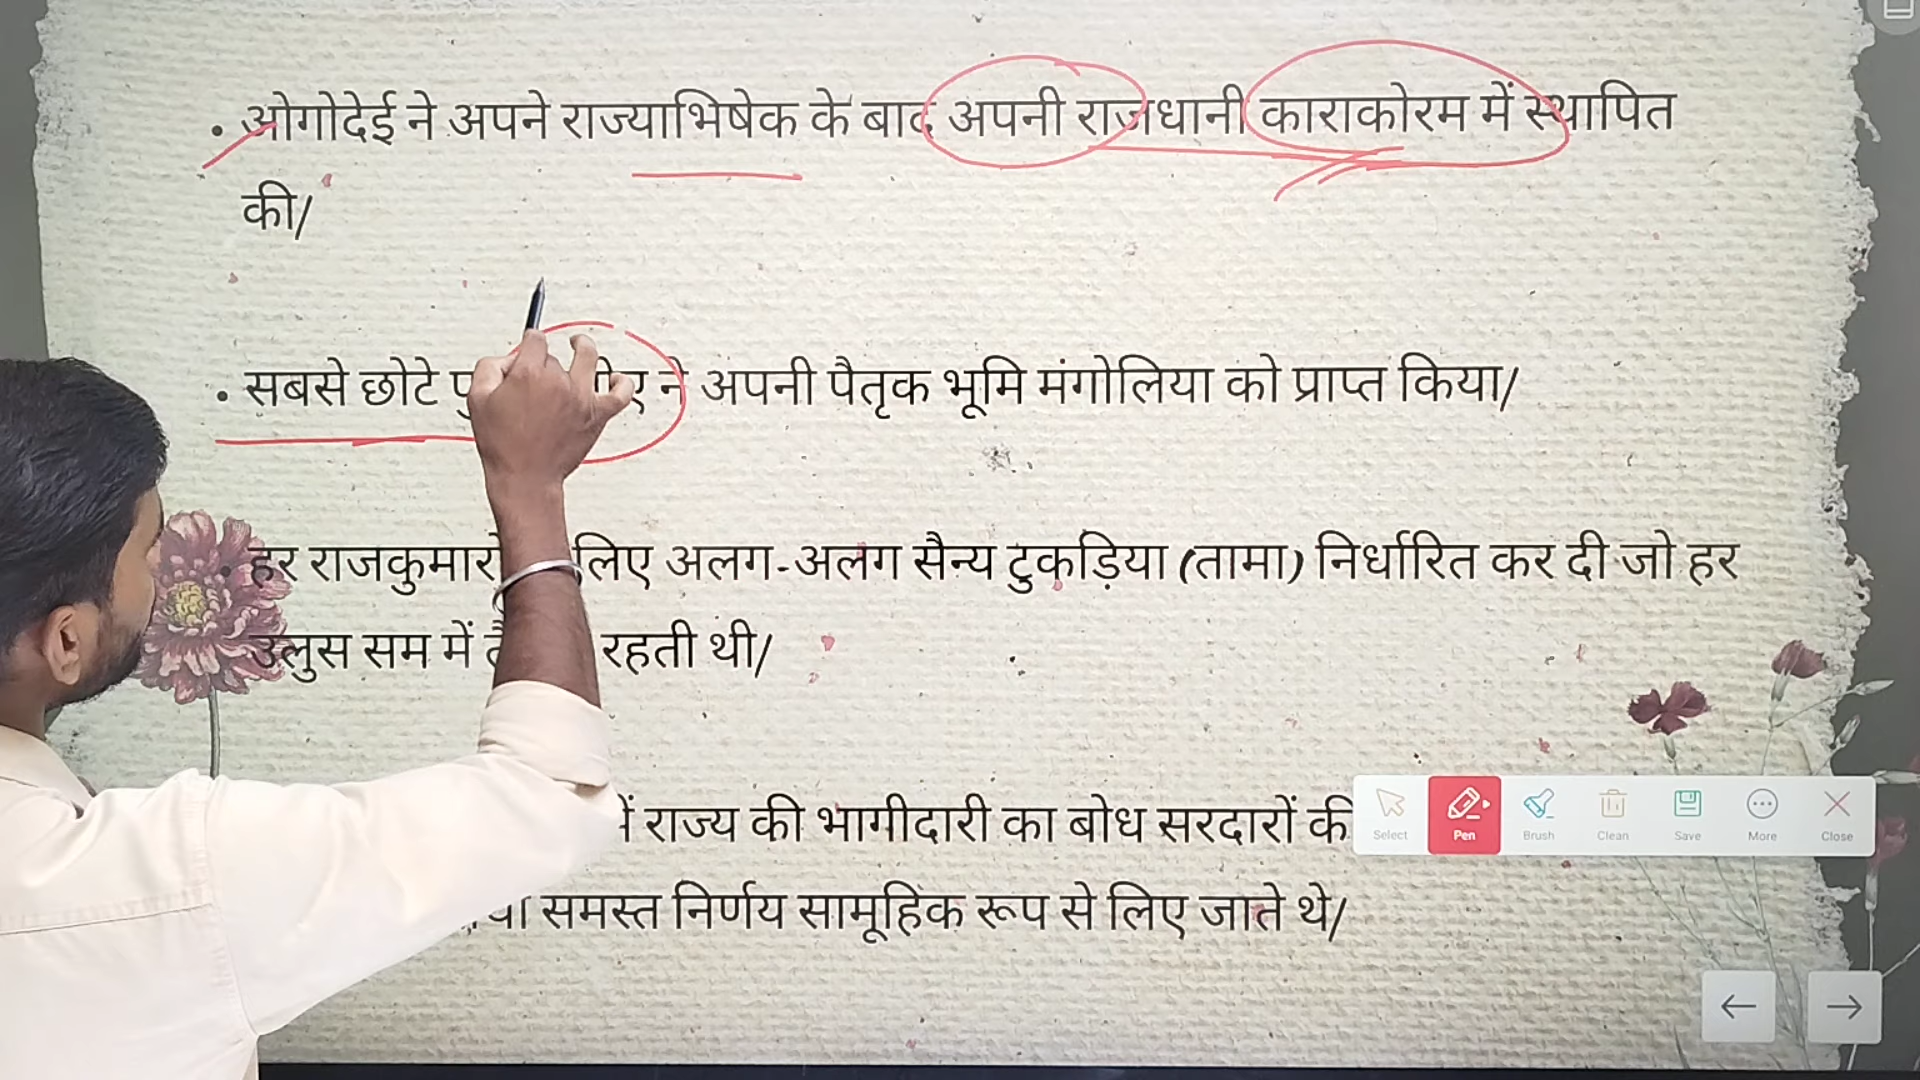 • ओगोदेई ने अपने राज्याभिषेक के बाद अपनी राजधानी काराकोरम में स्थापित
की/
• सबसे छोटे ने अपनी पैतृक भूमि मंगोलिया को प्राप्त किया/
हर राजकुमारो लिए अलग-अलग सैन्य टुकड़िया (तामा) निर्धारित कर दी जो हर
उलुस सम में रहती थी/
में राज्य की भागीदारी का बोध सरदारों की
समस्त निर्णय सामूहिक रूप से लिए जाते थे/
Select Pen Brush Clean Save More Close